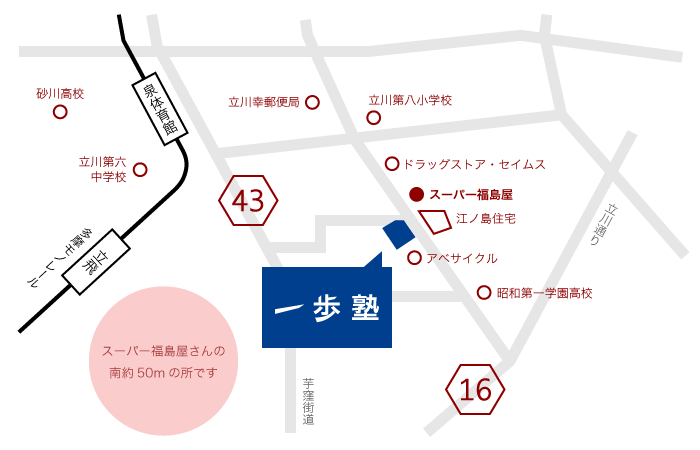 砂川高校
泉体育館
立川幸郵便局
立川第八小学校
立川第六
中学校
ドラッグストア・セイムス
スーパー福島屋
43
江ノ島住宅
立川通り
多摩モノレール
立飛
アベサイクル
昭和第一学園高校
一歩塾
スーパー福島屋さんの
南約50mの所です
芋窪街道
16